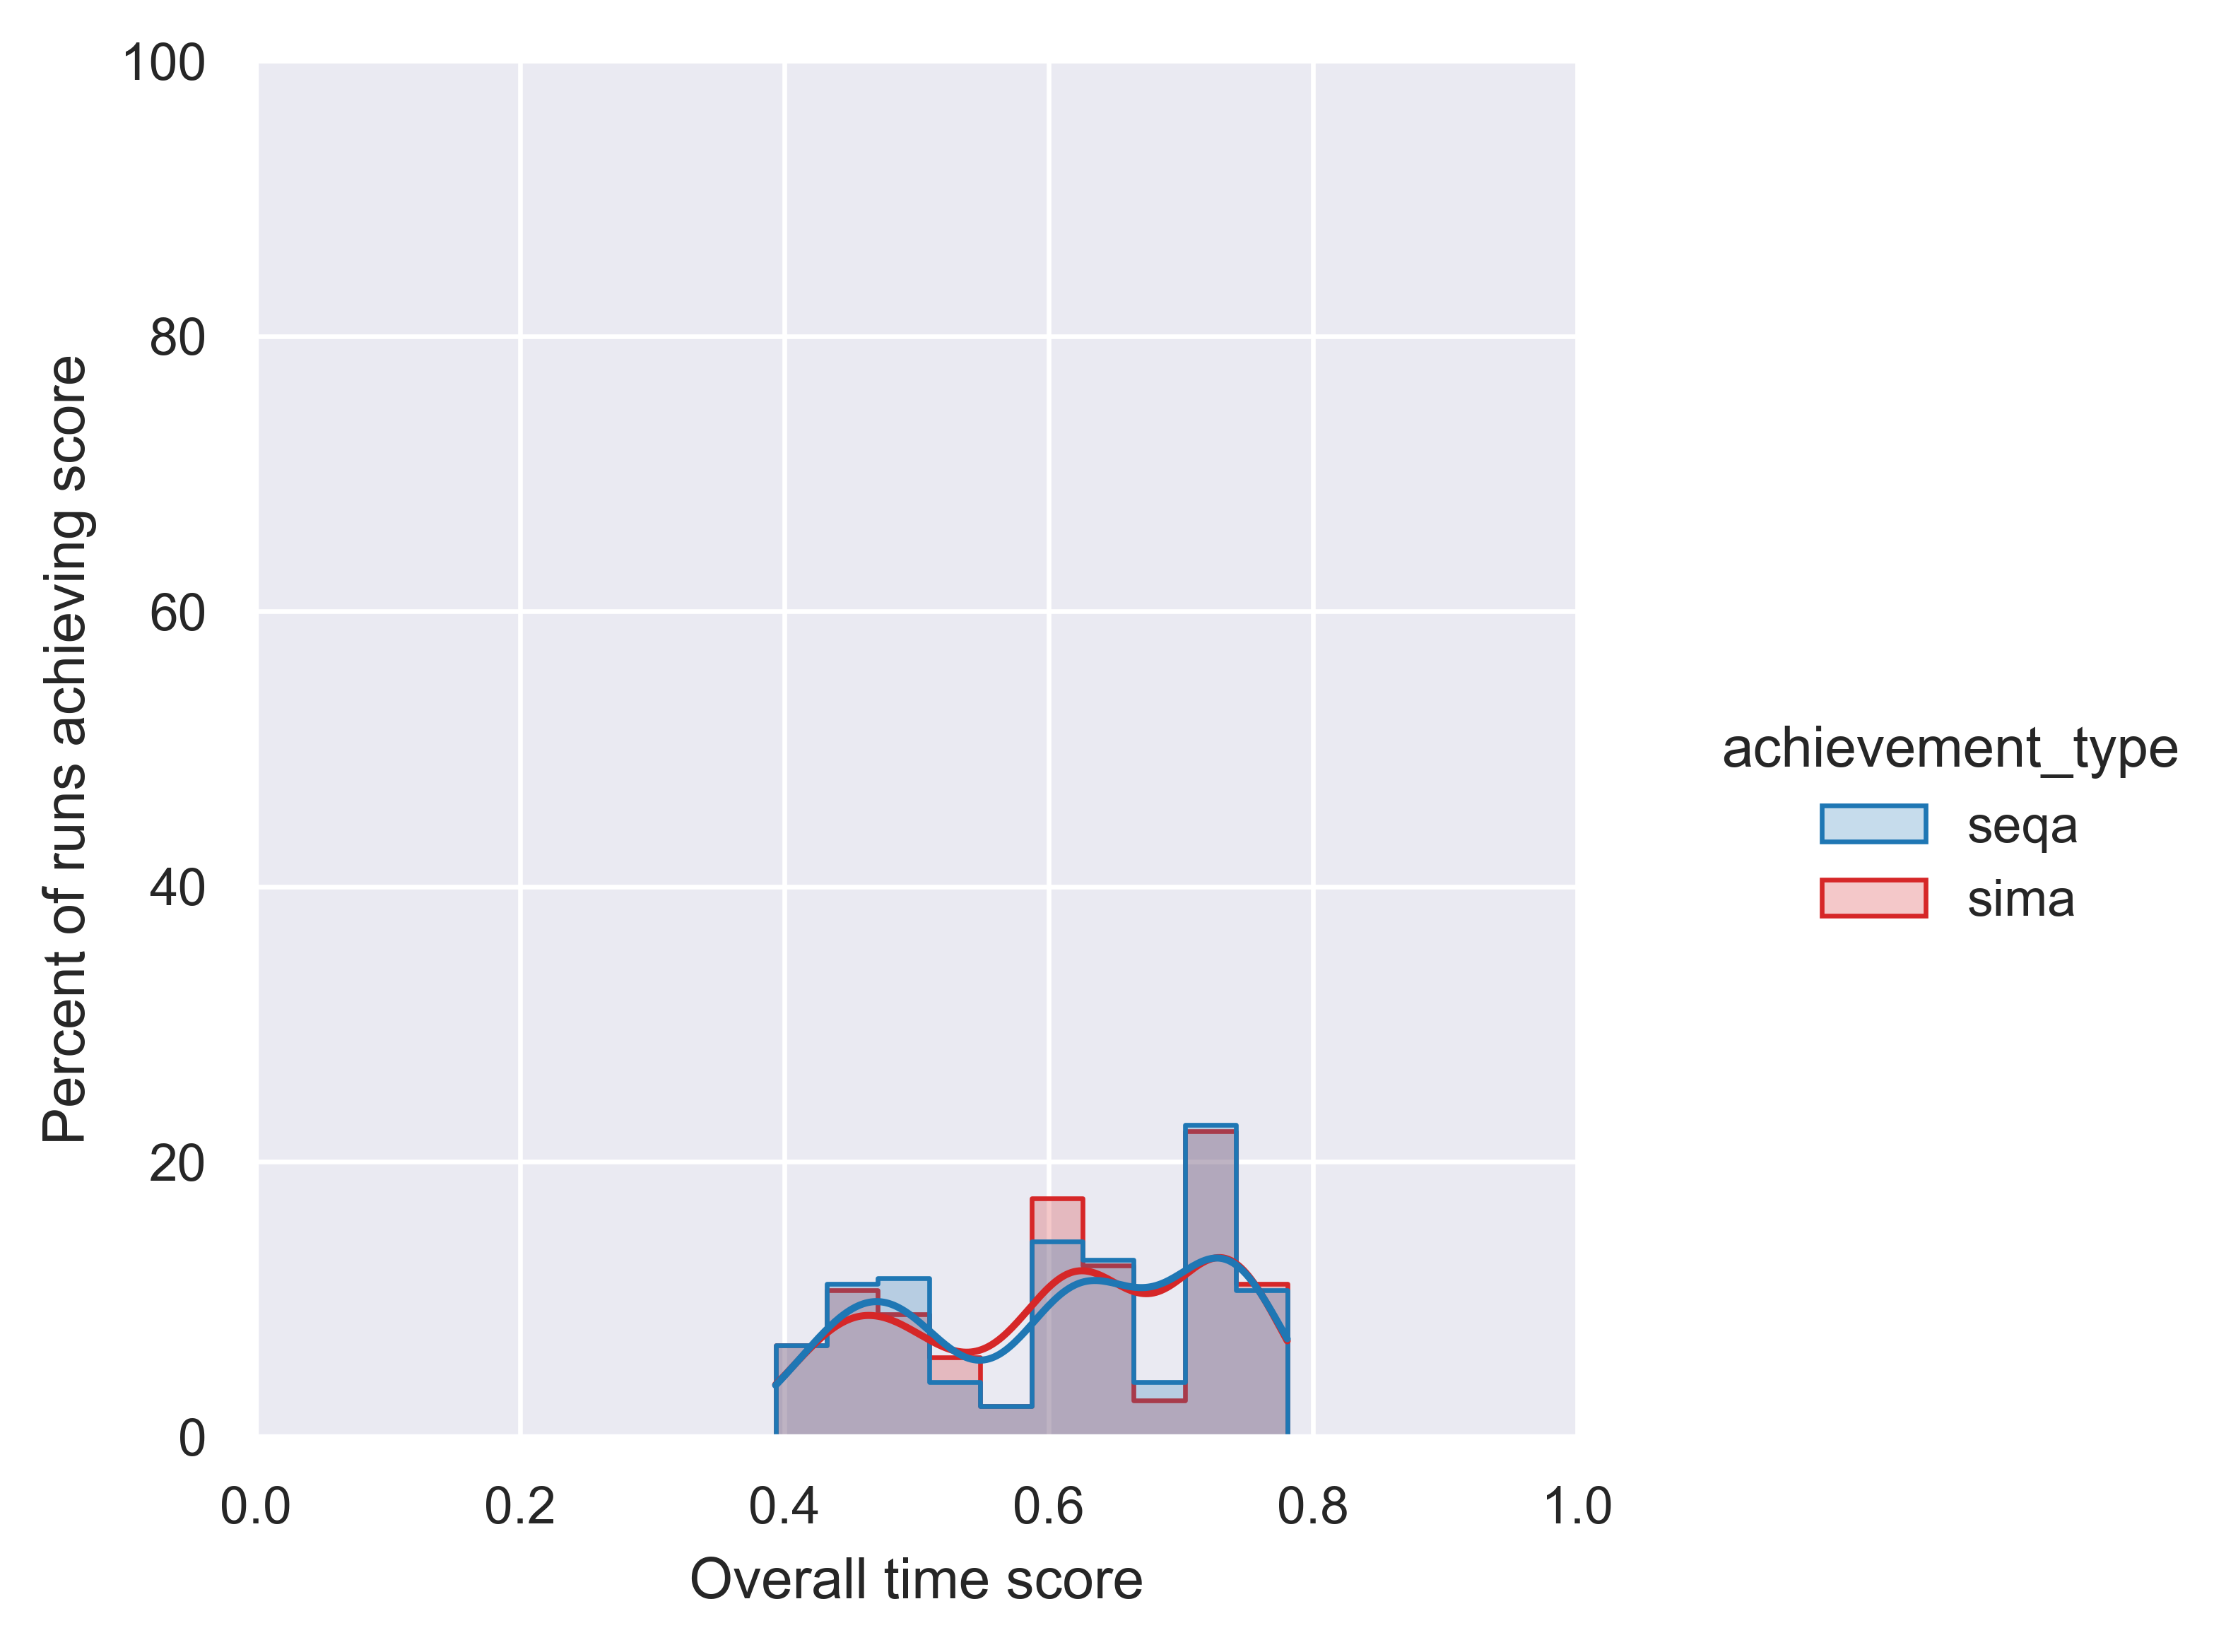 100
80
60
40
20
0
Percent of runs achieving score
0.0 0.2 0.4 0.6 0.8 1.0
Overall time score
achievement_type
seqa
sima